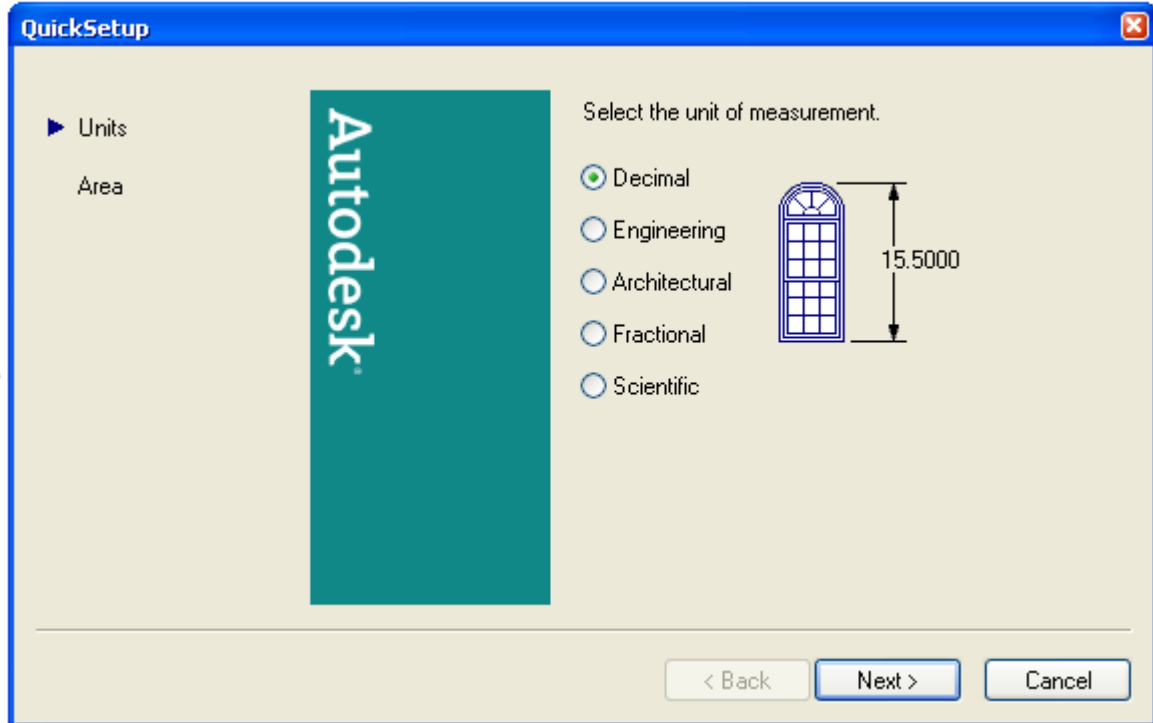 QuickSetup
Units
Area
Autodesk
Select the unit of measurement.
Decimal
Engineering
Architectural
Fractional
Scientific
15.5000
< Back
Next >
Cancel